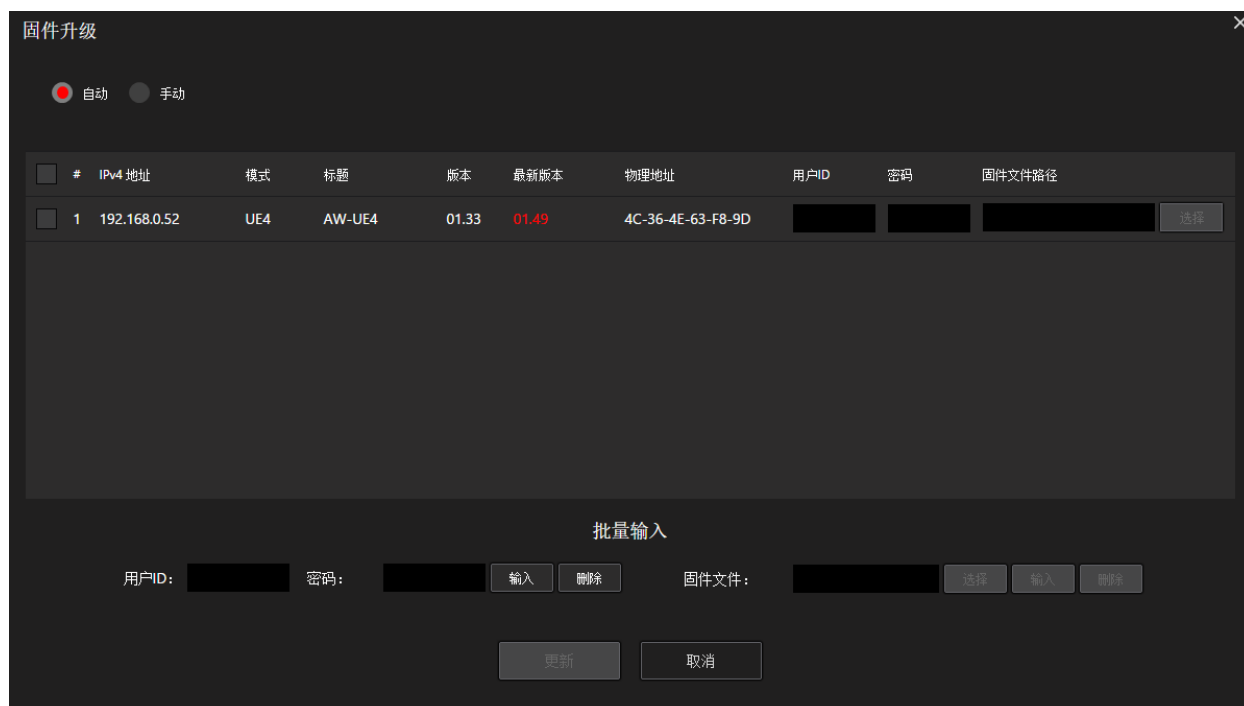 固件升级
自动 手动
# IPv4 地址 模式 标题 版本 最新版本 物理地址 用户ID 密码 固件文件路径
1 192.168.0.52 UE4 AW-UE4 01.33 01.49 4C-36-4E-63-F8-9D 选择
批量输入
用户ID： 密码： 输入 删除 固件文件： 选择 输入 删除
更新 取消